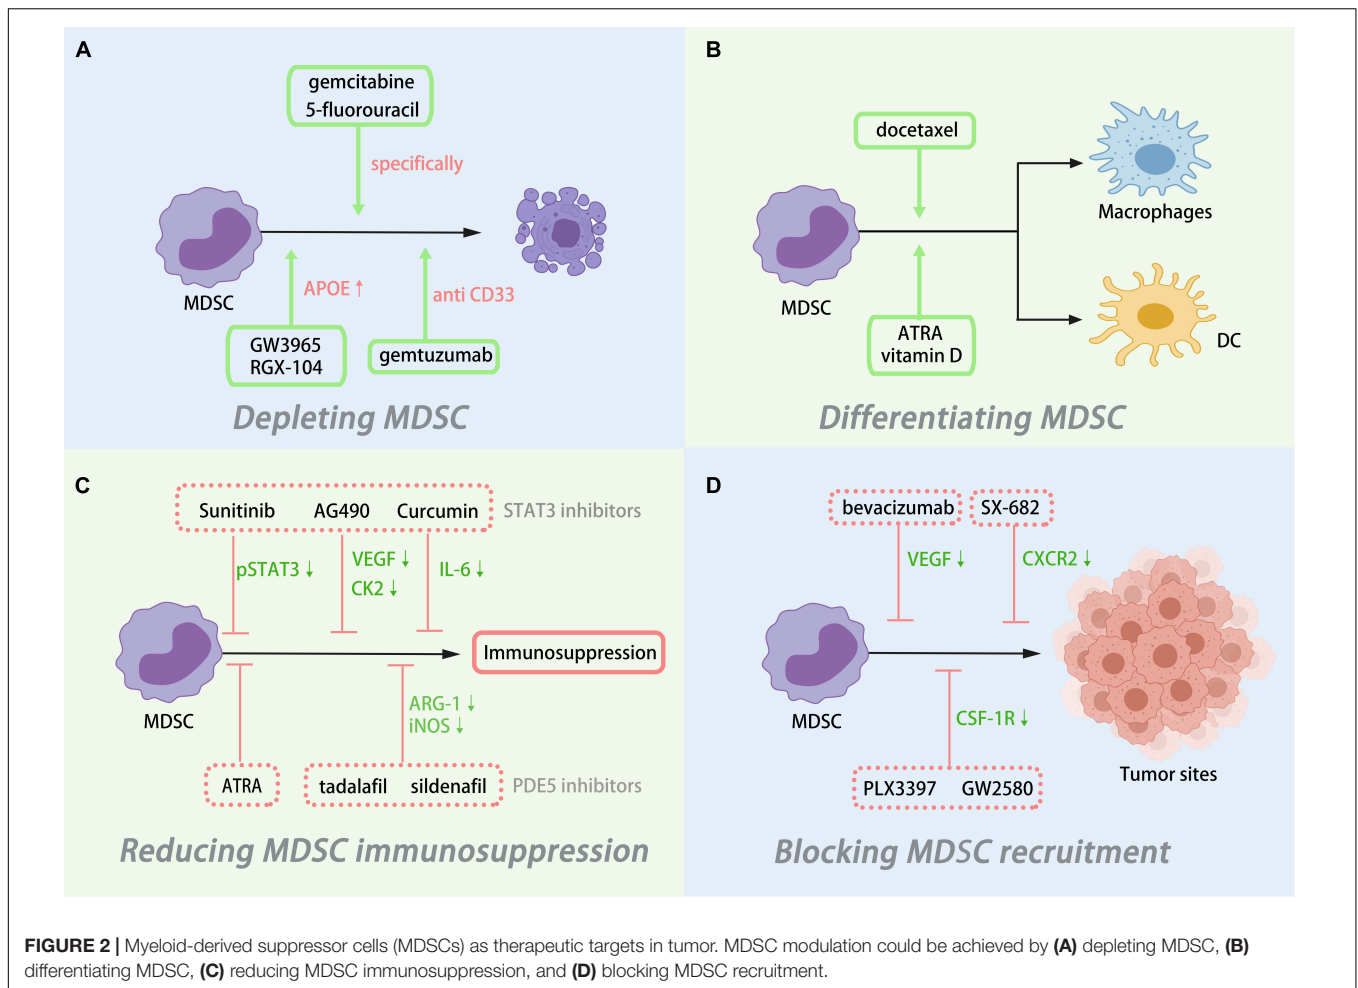 A
gemcitabine
5-fluorouracil
specifically
MDSC
APOE ↑
anti CD33
GW3965
RGX-104
gemtuzumab
Depleting MDSC
B
docetaxel
Macrophages
MDSC
ATRA
vitamin D
DC
Differentiating MDSC
C
Sunitinib AG490 Curcumin STAT3 inhibitors
pSTAT3 ↓
VEGF ↓
CK2 ↓
IL-6 ↓
Immunosuppression
MDSC
ARG-1 ↓
iNOS ↓
ATRA
tadalafil sildenafil PDE5 inhibitors
Reducing MDSC immunosuppression
D
bevacizumab SX-682
VEGF ↓ CXCR2 ↓
MDSC
CSF-1R ↓
Tumor sites
PLX3397 GW2580
Blocking MDSC recruitment
FIGURE 2 | Myeloid-derived suppressor cells (MDSCs) as therapeutic targets in tumor. MDSC modulation could be achieved by (A) depleting MDSC, (B)
differentiating MDSC, (C) reducing MDSC immunosuppression, and (D) blocking MDSC recruitment.